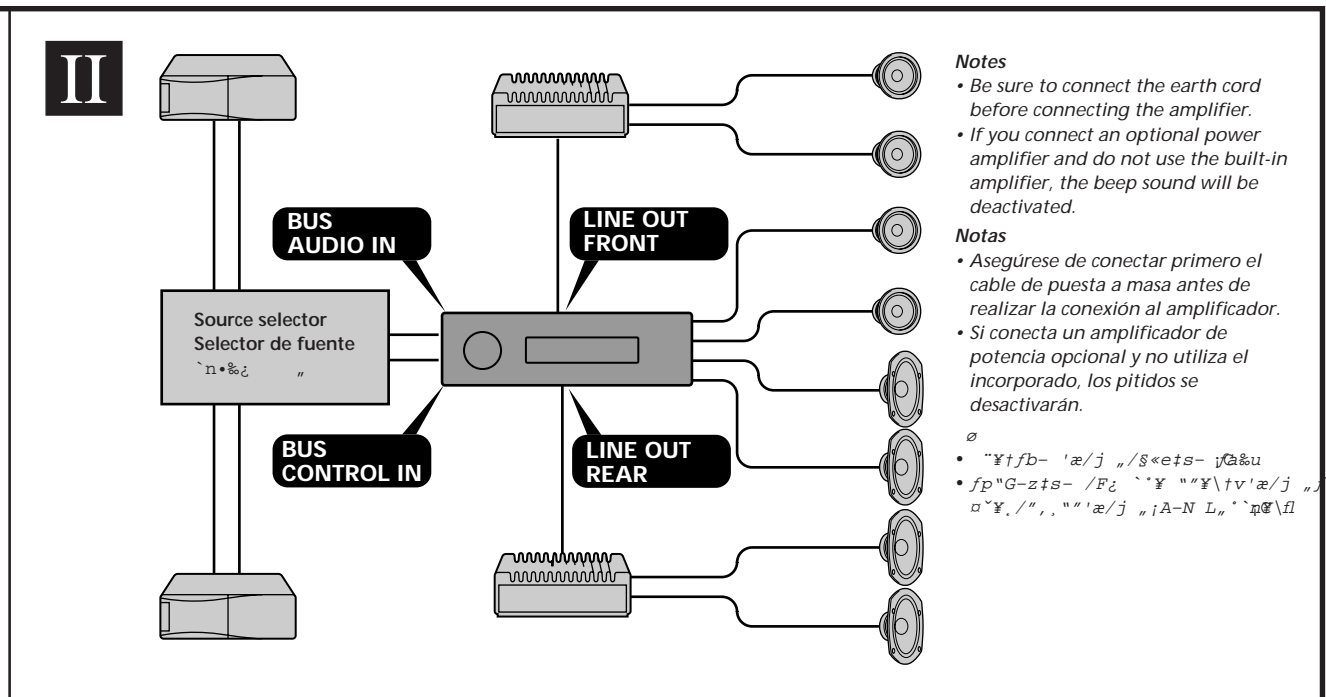 II
BUS
AUDIO IN
LINE OUT
FRONT
Source selector
Selector de fuente
BUS
CONTROL IN
LINE OUT
REAR
Notes
• Be sure to connect the earth cord
before connecting the amplifier.
• If you connect an optional power
amplifier and do not use the built-in
amplifier, the beep sound will be
deactivated.
Notas
• Asegúrese de conectar primero el
cable de puesta a masa antes de
realizar la conexión al amplificador.
• Si conecta un amplificador de
potencia opcional y no utiliza el
incorporado, los pitidos se
desactivarán.